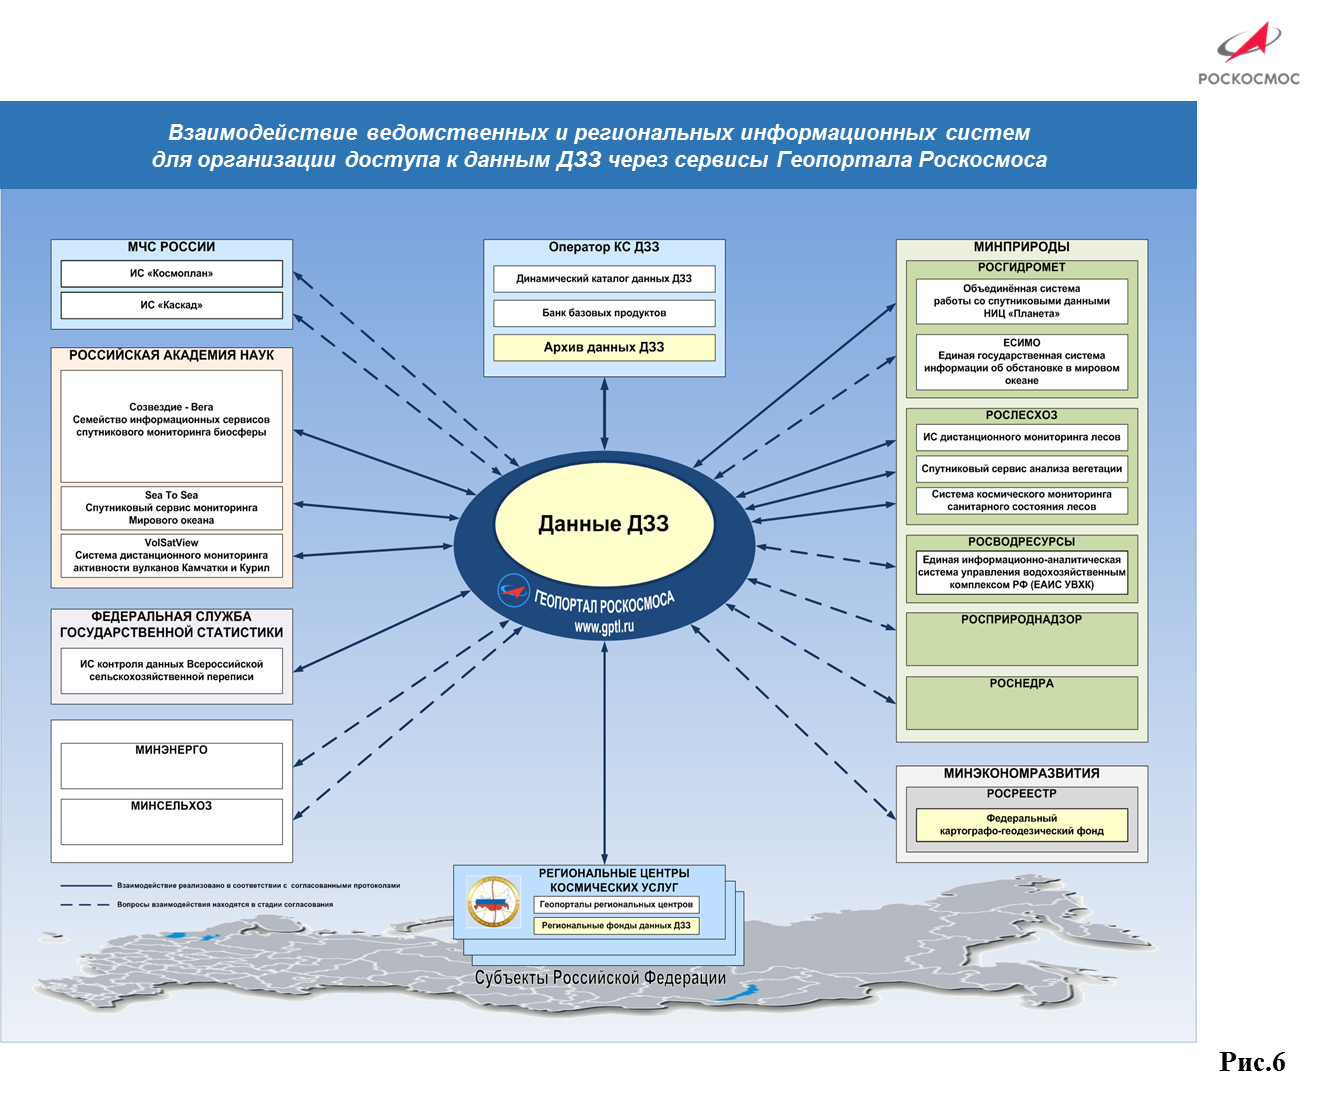 РОСКОСМОС
Взаимодействие ведомственных и региональных информационных систем
для организации доступа к данным ДЗЗ через сервисы Геопортала Роскосмоса
МЧС РОССИИ
ИС «Космоплан»
ИС «Каскад»
РОССИЙСКАЯ АКАДЕМИЯ НАУК
Созвездие - Вега
Семейство информационных сервисов
спутникового мониторинга биосферы
Sea To Sea
Спутниковый сервис мониторинга
Мирового океана
VolSatView
Система дистанционного мониторинга
активности вулканов Камчатки и Курил
ФЕДЕРАЛЬНАЯ СЛУЖБА
ГОСУДАРСТВЕННОЙ СТАТИСТИКИ
ИС контроля данных Всероссийской
сельскохозяйственной переписи
МИНЭНЕРГО
МИНСЕЛЬХОЗ
Оператор КС ДЗЗ
Динамический каталог данных ДЗЗ
Банк базовых продуктов
Архив данных ДЗЗ
Данные ДЗЗ
ГЕОПОРТАЛ РОСКОСМОСА
www.gptl.ru
МИНПРИРОДЫ
РОСГИДРОМЕТ
Объединённая система
работы со спутниковыми данными
НИЦ «Планета»
ЕСИМО
Единая государственная система
информации об обстановке в мировом
океане
РОСЛЕСХОЗ
ИС дистанционного мониторинга лесов
Спутниковый сервис анализа вегетации
Система космического мониторинга
санитарного состояния лесов
РОСВОДРЕСУРСЫ
Единая информационно-аналитическая
система управления водохозяйственным
комплексом РФ (ЕАИС УВХК)
РОСПРИРОДНАДЗОР
РОСНЕДРА
МИНЭКОНОМРАЗВИТИЯ
РОСРЕЕСТР
Федеральный
картографо-геодезический фонд
Взаимодействие реализовано в соответствии с согласованными протоколами
Вопросы взаимодействия находятся в стадии согласования
РЕГИОНАЛЬНЫЕ ЦЕНТРЫ
КОСМИЧЕСКИХ УСЛУГ
Геопорталы региональных центров
Региональные фонды данных ДЗЗ
Субъекты Российской Федерации
Рис.6